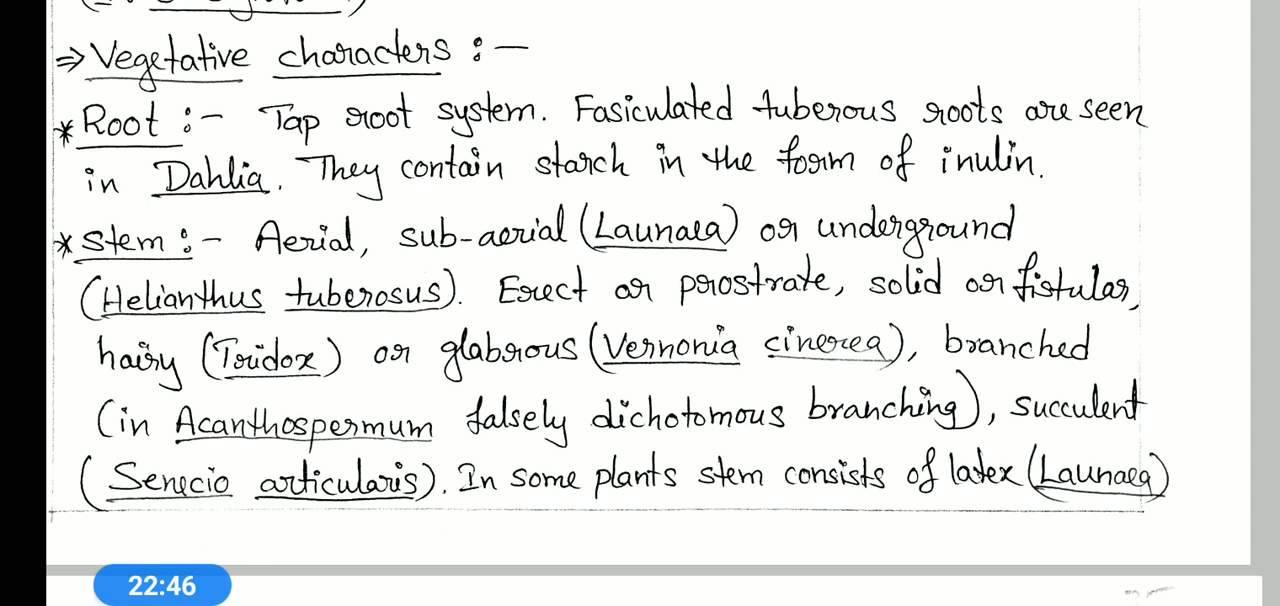 ⇒ Vegetative characters :-
* Root :- Tap root system. Fasiculated tuberous roots are seen
in Dahlia. They contain starch in the form of inulin.
* Stem :- Aerial, sub-aerial (Launaea) or underground
(Helianthus tuberosus). Erect or prostrate, solid or fistular,
hairy (Tridox) or glabrous (Vernonia cinerea), branched
(in Acanthospermum falsely dichotomous branching), succulent
(Senecio articularis). In some plants stem consists of latex (Launaea)
22:46